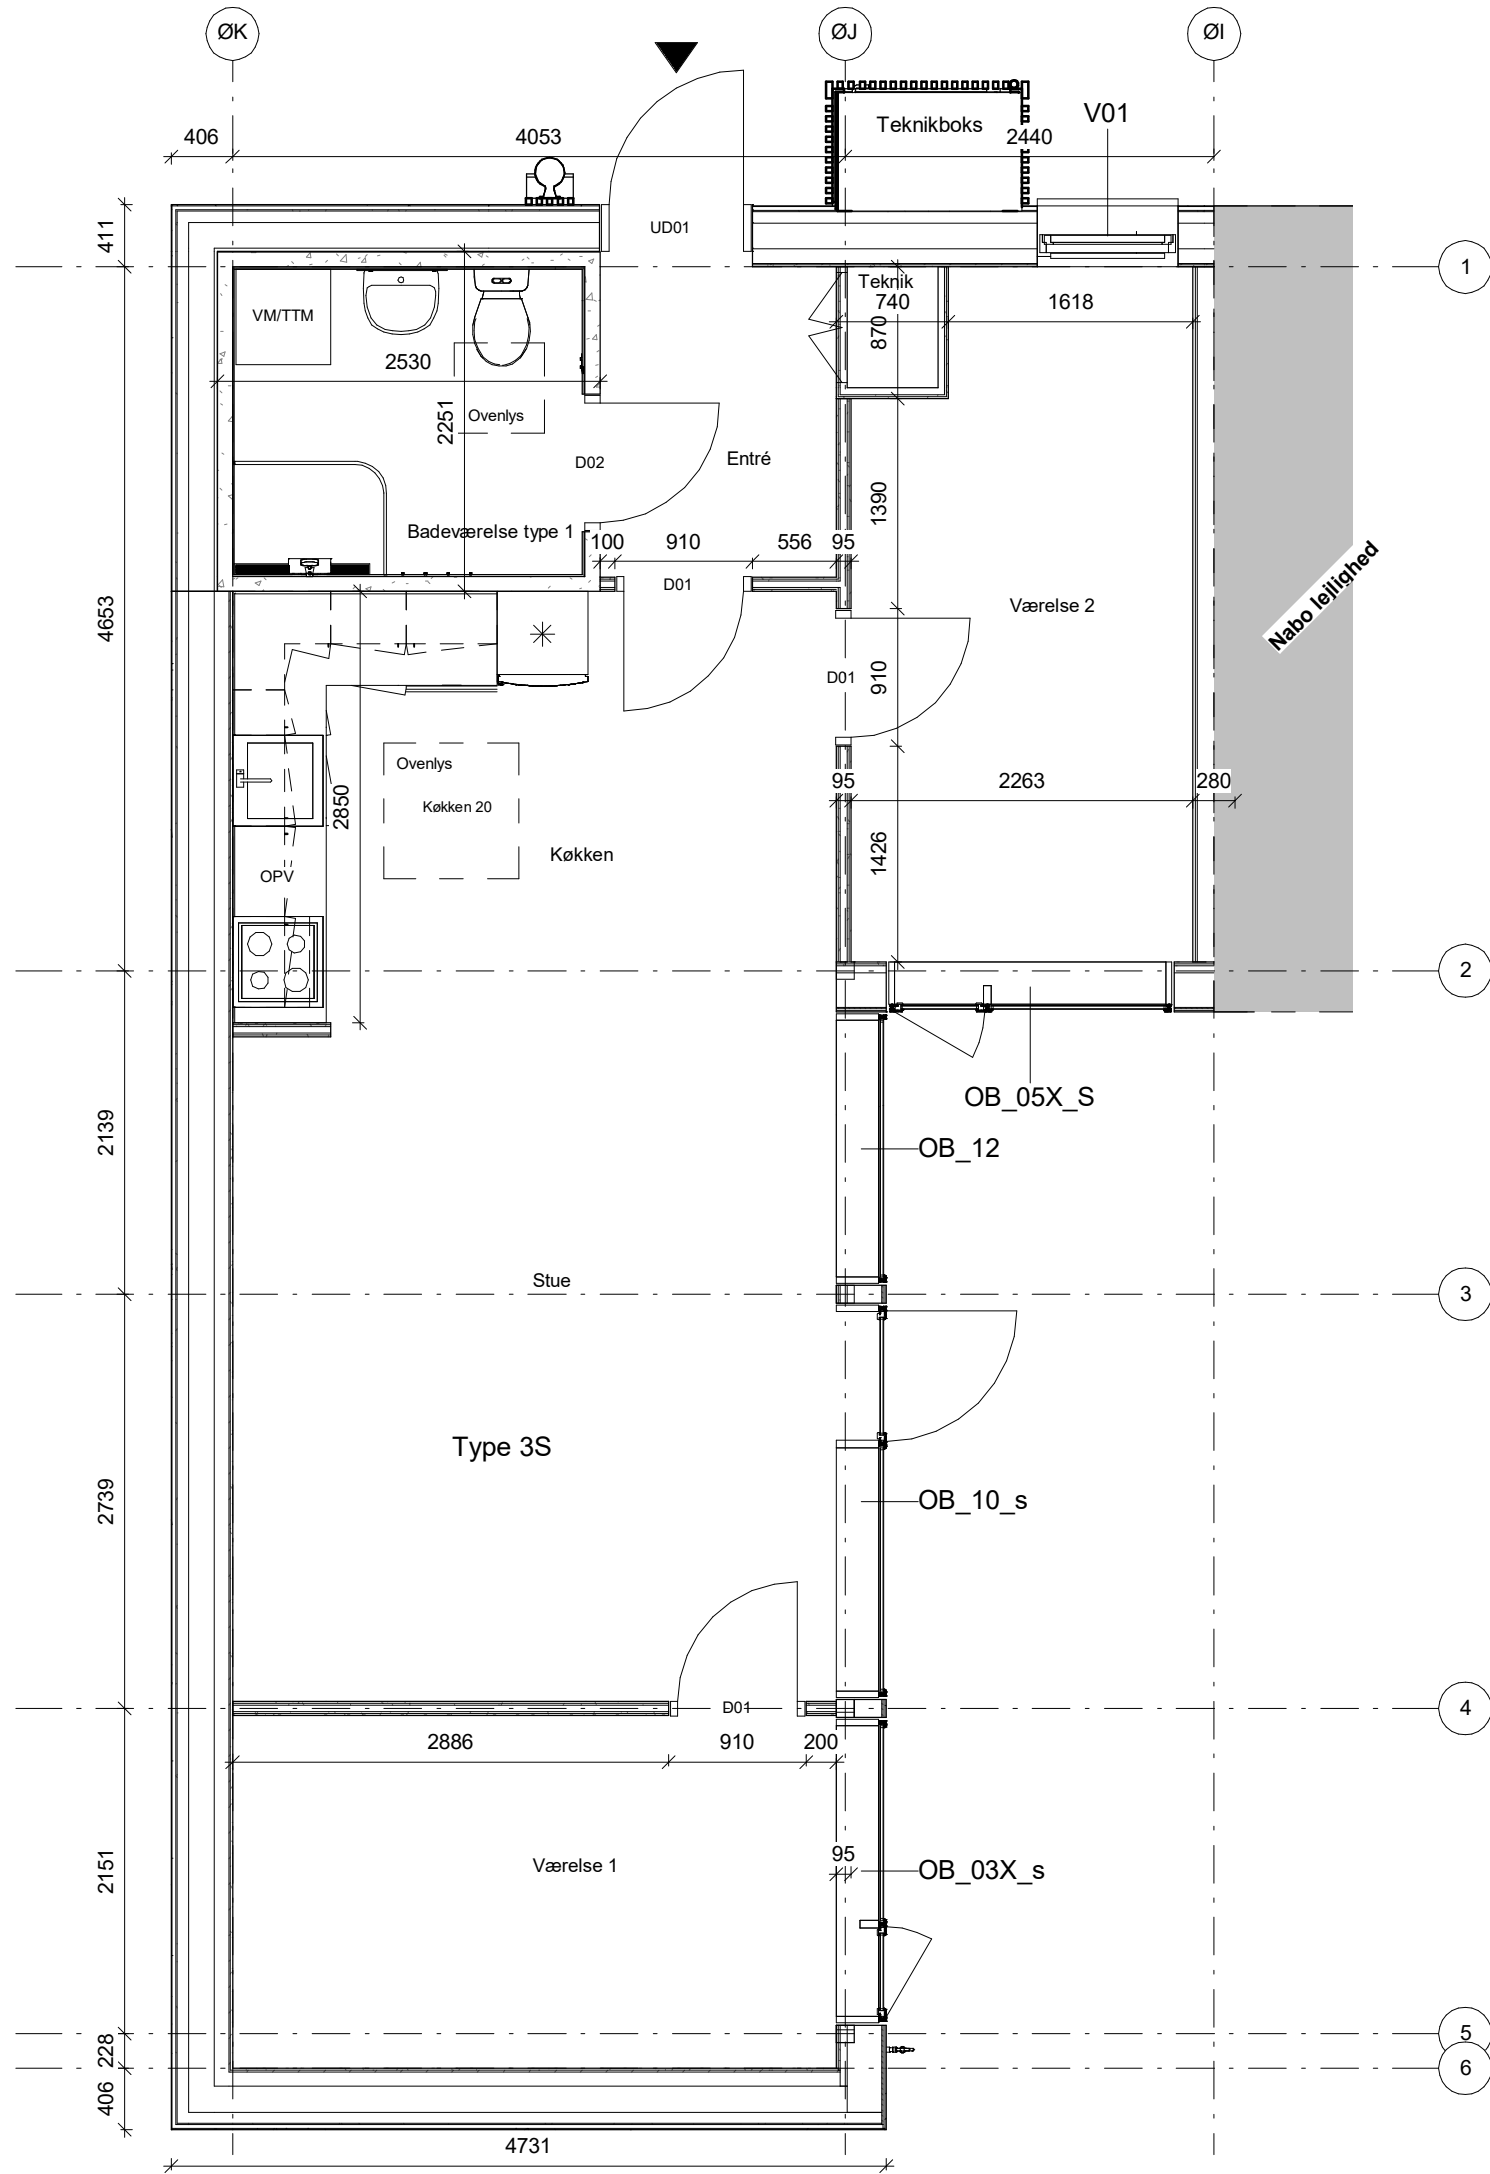 ØK
ØJ
ØI
Teknikboks
V01
406
4053
2440
411
UD01
1
Teknik
VM/TTM
740
1618
870
2530
2251
Ovenlys
Entré
D02
1390
Badeværelse type 1
100
910
556
95
D01
Værelse 2
Nabo lejlighed
4653
910
D01
Ovenlys
95
2263
280
2850
Køkken 20
Køkken
1426
OPV
2
OB_05X_S
2139
OB_12
Stue
3
Type 3S
2739
OB_10_s
D01
4
2886
910
200
95
Værelse 1
OB_03X_s
2151
5
228
6
406
4731